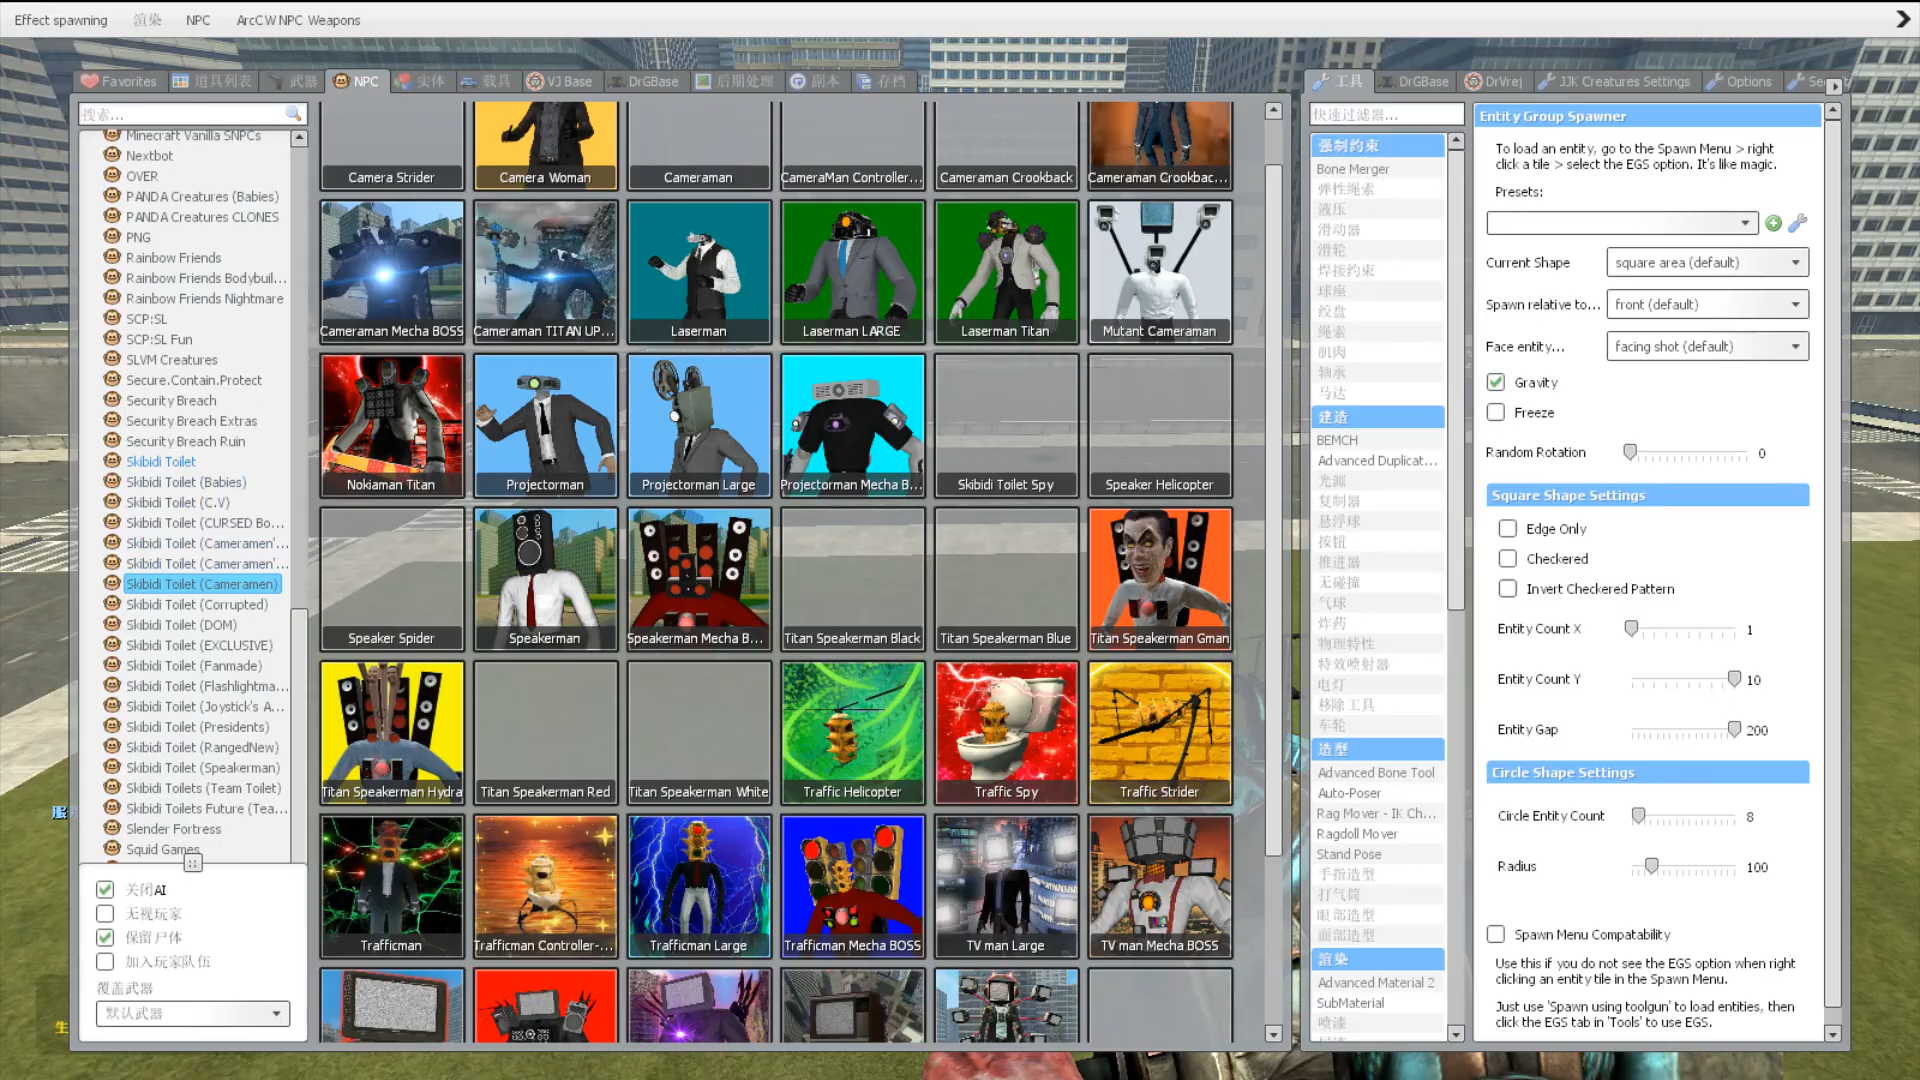 Effect spawning 渲染 NPC ArcCW NPC Weapons
Favorites 道具列表 武器 NPC 实体 载具 VJ Base DrGBase 后期处理 副本 存档
工具 DrGBase DrVrej JJK Creatures Settings Options
搜索...
Minecraft Vanilla SNPCs
Nextbot
OVER
PANDA Creatures (Babies)
PANDA Creatures CLONES
PNG
Rainbow Friends
Rainbow Friends Bodybuil...
Rainbow Friends Nightmare
SCP:SL
SCP:SL Fun
SLVM Creatures
Secure.Contain.Protect
Security Breach
Security Breach Extras
Security Breach Ruin
Skibidi Toilet
Skibidi Toilet (Babies)
Skibidi Toilet (C.V)
Skibidi Toilet (CURSED Bo...
Skibidi Toilet (Cameramen'...
Skibidi Toilet (Cameramen'...
Skibidi Toilet (Cameramen)
Skibidi Toilet (Corrupted)
Skibidi Toilet (DOM)
Skibidi Toilet (EXCLUSIVE)
Skibidi Toilet (Fanmade)
Skibidi Toilet (Flashlightma...
Skibidi Toilet (Joystick's A...
Skibidi Toilet (Presidents)
Skibidi Toilet (RangedNew)
Skibidi Toilet (Speakerman)
Skibidi Toilets (Team Toilet)
Skibidi Toilets Future (Tea...
Slender Fortress
Squid Games
关闭AI
无视玩家
保留尸体
加入玩家队伍
覆盖武器
默认武器
Camera Strider Camera Woman Cameraman CameraMan Controller... Cameraman Crookback Cameraman Crookbac...
Cameraman Mecha BOSS Cameraman TITAN UP... Laserman Laserman LARGE Laserman Titan Mutant Cameraman
Nokiaman Titan Projectorman Projectorman Large Projectorman Mecha B... Skibidi Toilet Spy Speaker Helicopter
Speaker Spider Speakerman Speakerman Mecha B... Titan Speakerman Black Titan Speakerman Blue Titan Speakerman Gman
Titan Speakerman Hydra Titan Speakerman Red Titan Speakerman White Traffic Helicopter Traffic Spy Traffic Strider
Trafficman Trafficman Controller-... Trafficman Large Trafficman Mecha BOSS TV man Large TV man Mecha BOSS
快速过滤器...
强制约束
Bone Merger
弹性绳索
液压
滑动器
滑轮
焊接约束
球座
绞盘
绳索
肌肉
轴承
马达
建造
BEMCH
Advanced Duplicat...
光源
复制器
悬浮球
按钮
推进器
无碰撞
气球
炸药
物理特性
特效喷射器
电灯
移除工具
车轮
造型
Advanced Bone Tool
Auto-Poser
Rag Mover - IK Ch...
Ragdoll Mover
Stand Pose
手指造型
打气筒
眼部造型
面部造型
渲染
Advanced Material 2
SubMaterial
喷漆
Entity Group Spawner
To load an entity, go to the Spawn Menu > right
click a tile > select the EGS option. It's like magic.
Presets:
Current Shape square area (default)
Spawn relative to... front (default)
Face entity... facing shot (default)
Gravity
Freeze
Random Rotation 0
Square Shape Settings
Edge Only
Checkered
Invert Checkered Pattern
Entity Count X 1
Entity Count Y 10
Entity Gap 200
Circle Shape Settings
Circle Entity Count 8
Radius 100
Spawn Menu Compatability
Use this if you do not see the EGS option when right
clicking an entity tile in the Spawn Menu.
Just use 'Spawn using toolgun' to load entities, then
click the EGS tab in 'Tools' to use EGS.
生